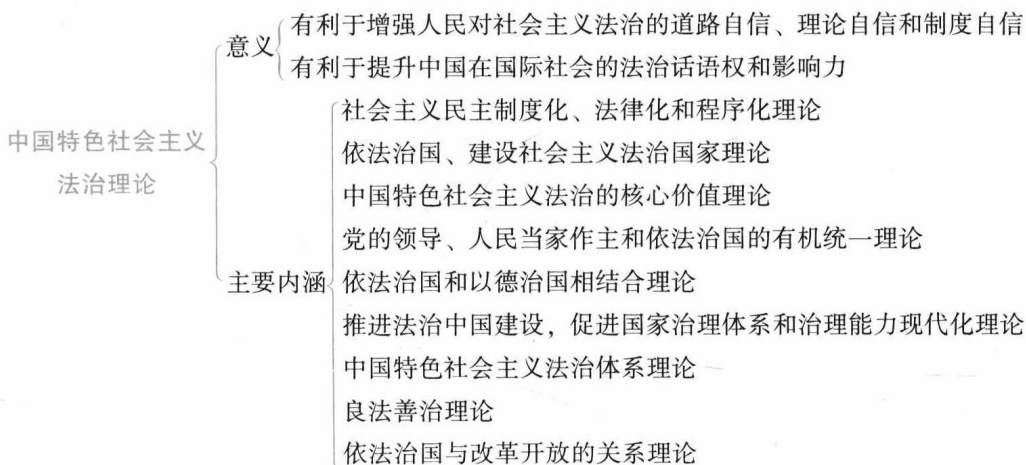 意义
有利于增强人民对社会主义法治的道路自信、理论自信和制度自信
有利于提升中国在国际社会的法治话语权和影响力
中国特色社会主义
法治理论
主要内涵
社会主义民主制度化、法律化和程序化理论
依法治国、建设社会主义法治国家理论
中国特色社会主义法治的核心价值理论
党的领导、人民当家作主和依法治国的有机统一理论
依法治国和以德治国相结合理论
推进法治中国建设，促进国家治理体系和治理能力现代化理论
中国特色社会主义法治体系理论
良法善治理论
依法治国与改革开放的关系理论